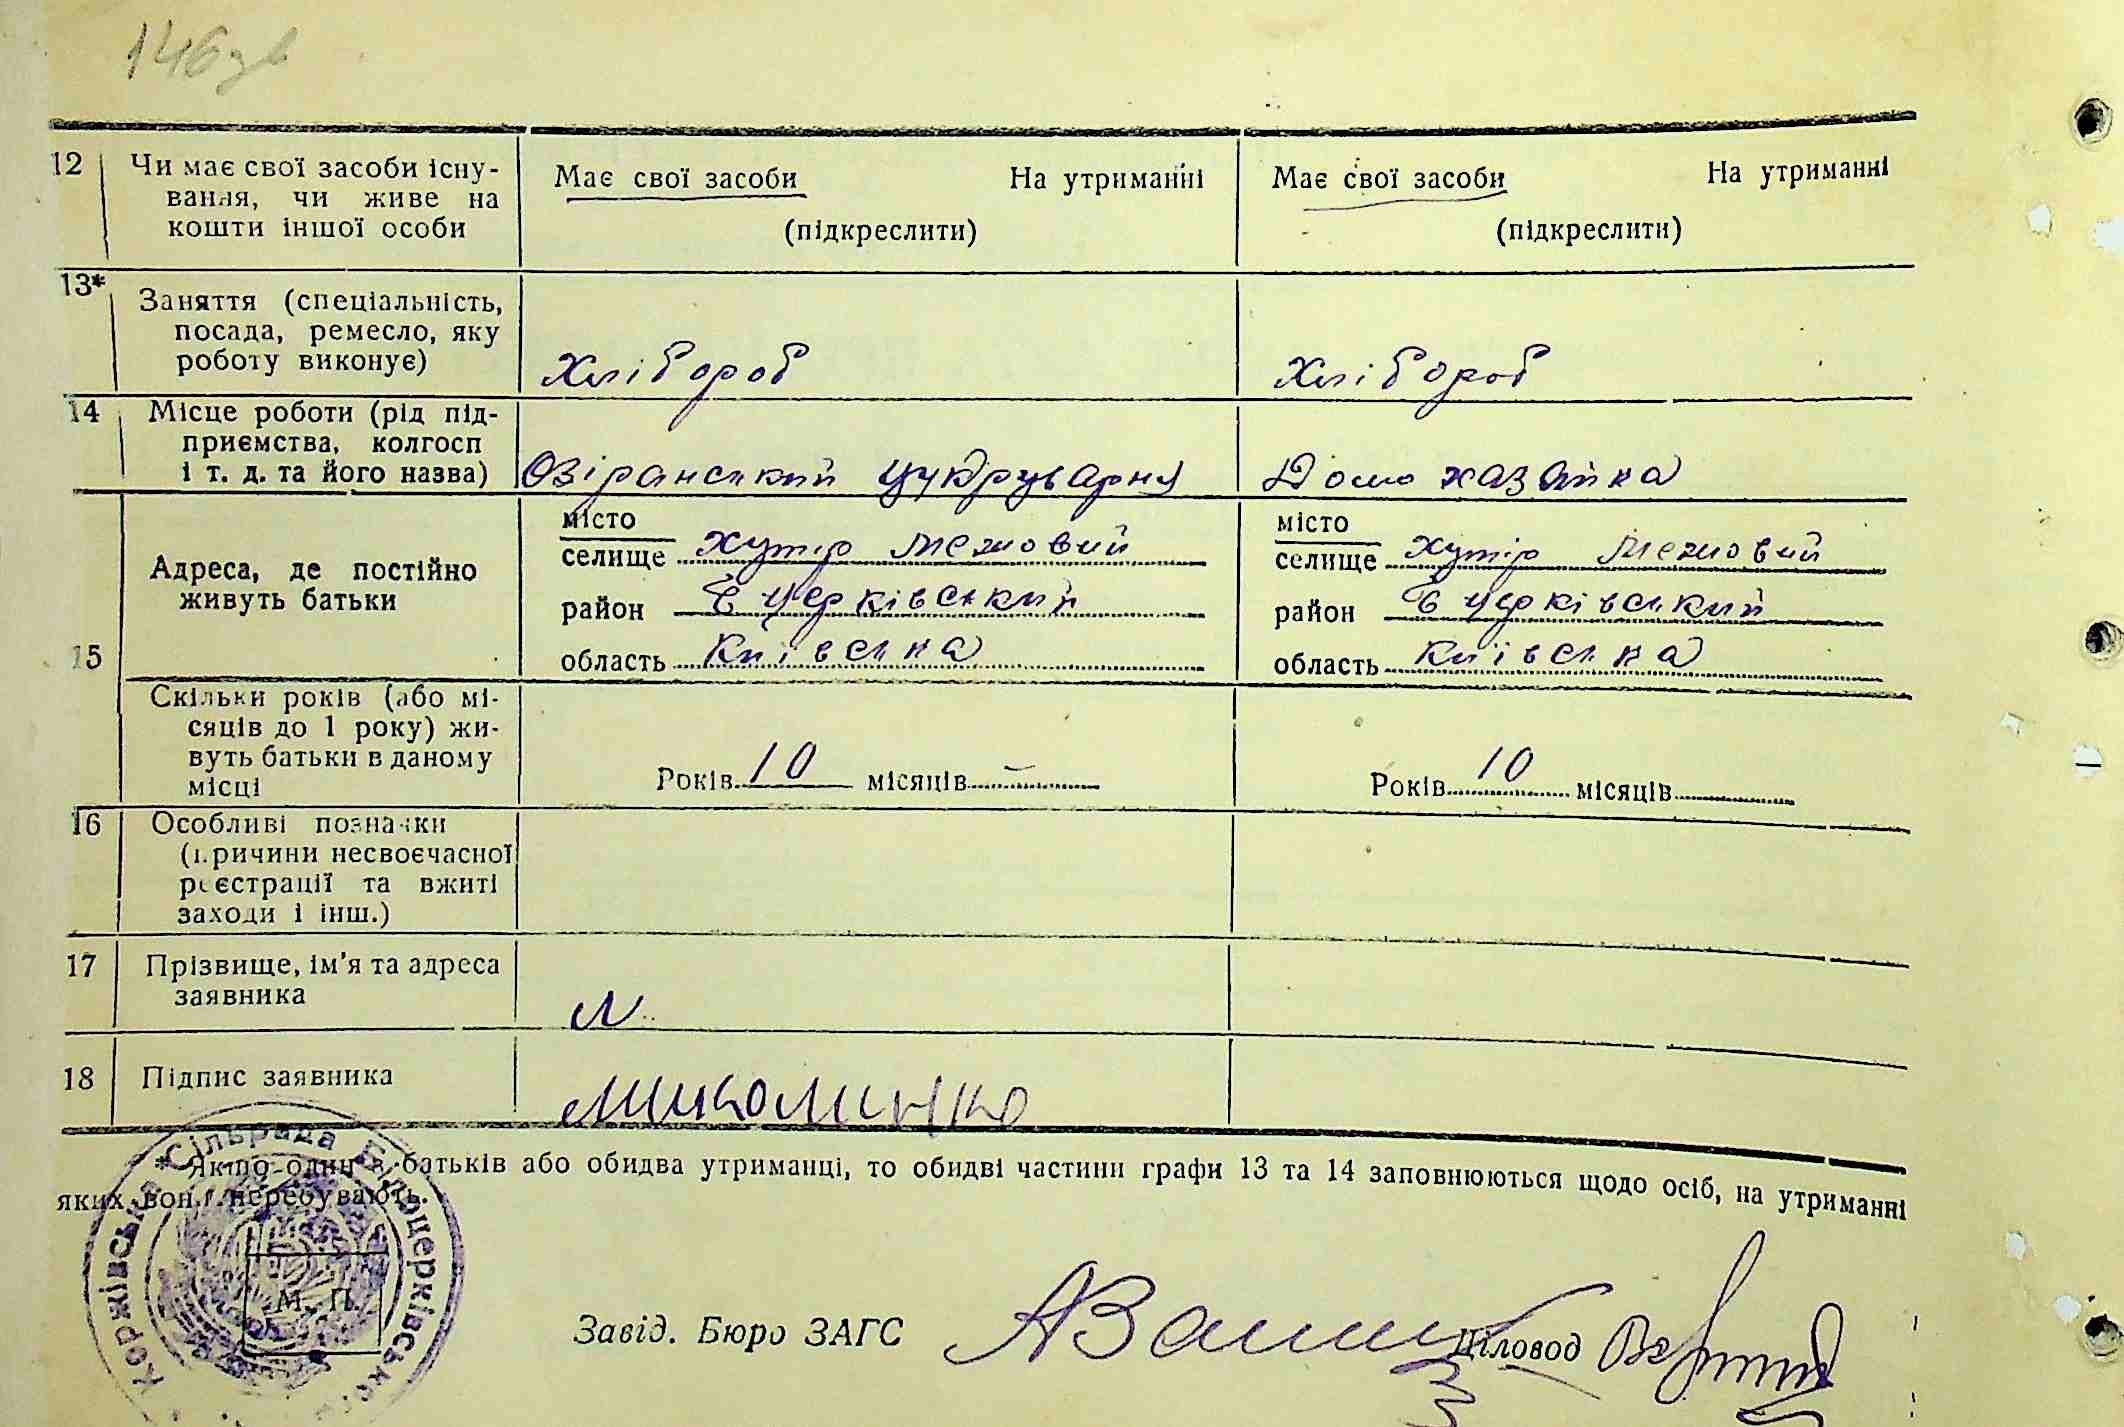 146зв
12 Чи має свої засоби існу-
вання, чи живе на
кошти іншої особи
Має свої засоби На утриманні
(підкреслити)
Має свої засоби На утриманні
(підкреслити)
13* Заняття (спеціальність,
посада, ремесло, яку
роботу виконує)
Хлібороб
Хлібороб
14 Місце роботи (рід під-
приємства, колгосп
і т. д. та його назва)
Озірянський цукруварня
Домохазяйка
15 Адреса, де постійно
живуть батьки
місто
селище хутір Межовий
район Б Церківський
область Київська
місто
селище хутір Межовий
район Б Церківський
область Київська
Скільки років (або мі-
сяців до 1 року) жи-
вуть батьки в даному
місці
Років 10 місяців –
Років 10 місяців
16 Особливі позначки
(причини несвоєчасної
реєстрації та вжиті
заходи і інш.)
17 Прізвище, ім'я та адреса
заявника
18 Підпис заявника
* Якщо один з батьків або обидва утриманці, то обидві частини графи 13 та 14 заповнюються щодо осіб, на утриманні
яких вони перебувають.
Коржівська Сільрада Білоцерківського
М. П.
Завід. Бюро ЗАГС
Діловод